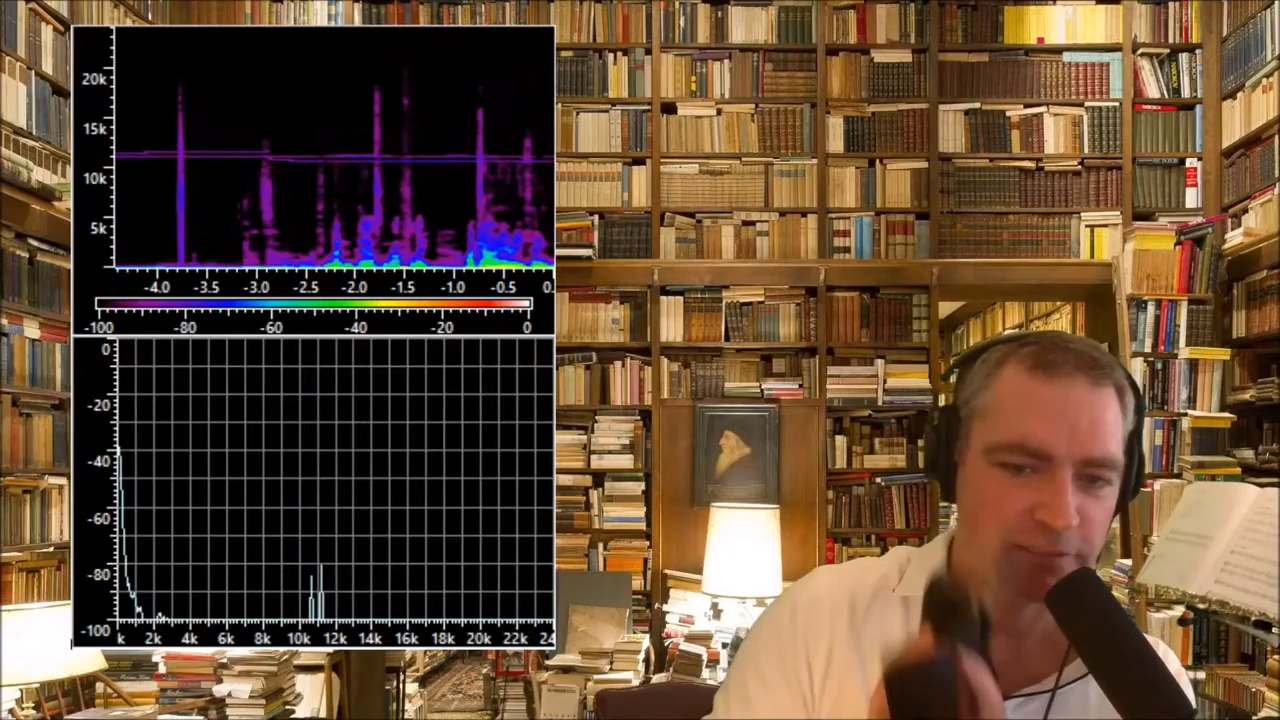 20k
15k
10k
5k
-4.0 -3.5 -3.0 -2.5 -2.0 -1.5 -1.0 -0.5 0.
-100 -80 -60 -40 -20 0
0
-20
-40
-60
-80
-100
k 2k 4k 6k 8k 10k 12k 14k 16k 18k 20k 22k 24